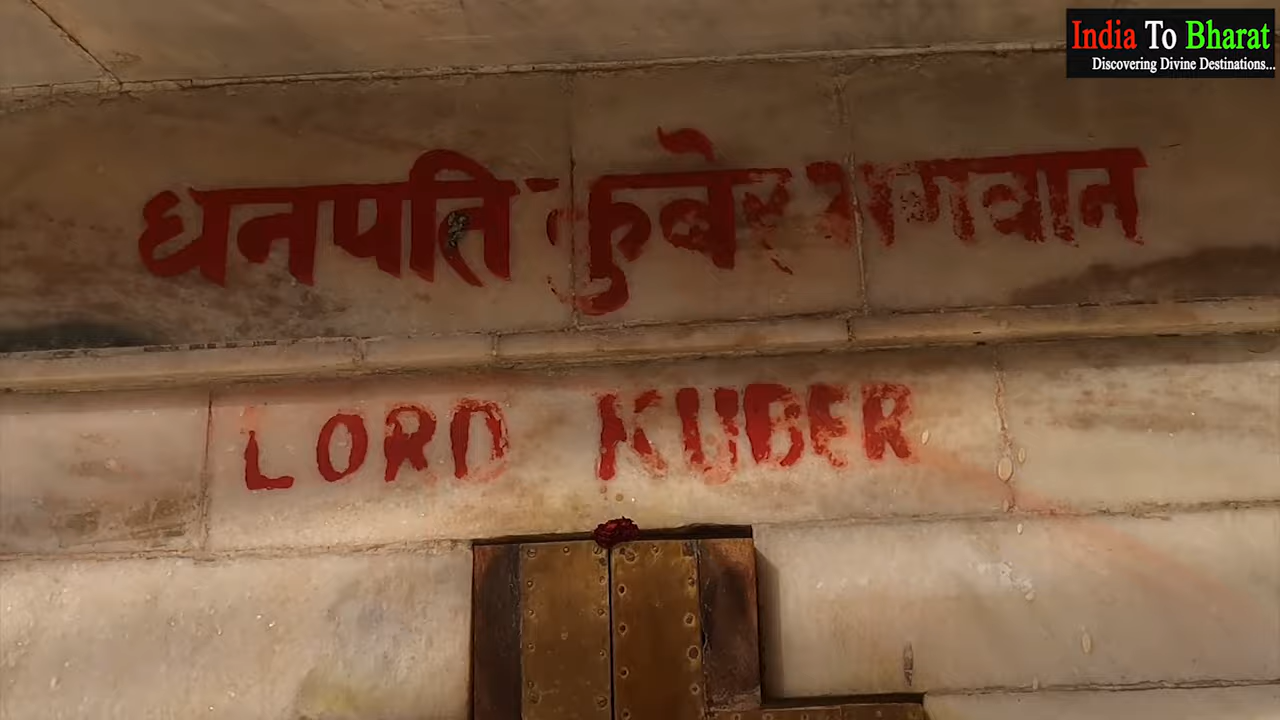 India To Bharat
Discovering Divine Destinations...
धनपति कुबेर भगवान
LORD KUBER